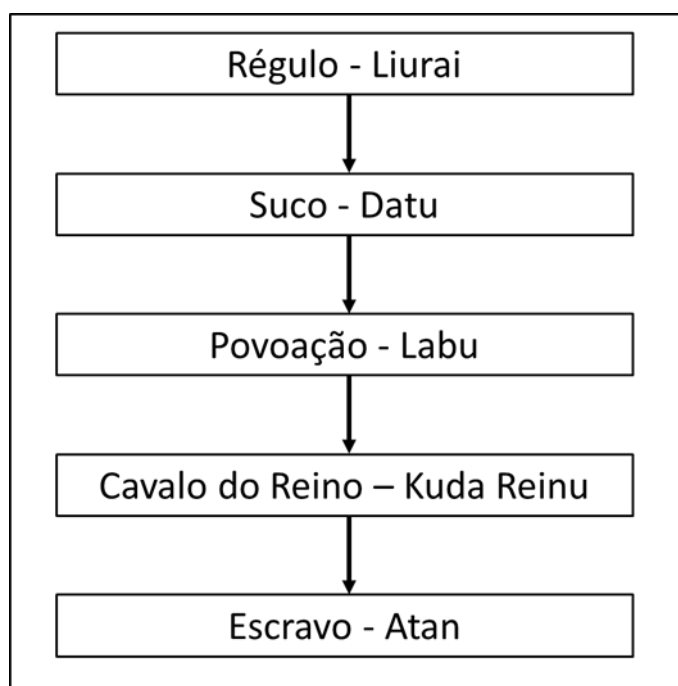 Régulo - Liurai
Suco - Datu
Povoação - Labu
Cavalo do Reino – Kuda Reinu
Escravo - Atan